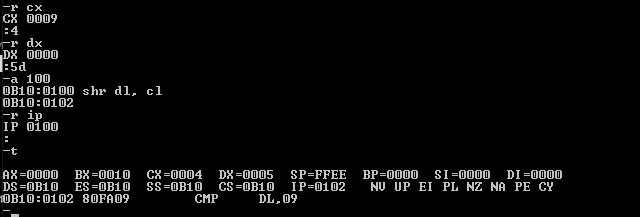 -r cx
CX 0009
:4
-r dx
DX 0000
:5d
-a 100
0B10:0100 shr dl, cl
0B10:0102
-r ip
IP 0100
:
-t
AX=0000 BX=0010 CX=0004 DX=0005 SP=FFEE BP=0000 SI=0000 DI=0000
DS=0B10 ES=0B10 SS=0B10 CS=0B10 IP=0102 NV UP EI PL NZ NA PE CY
0B10:0102 80FA09 CMP DL,09
-